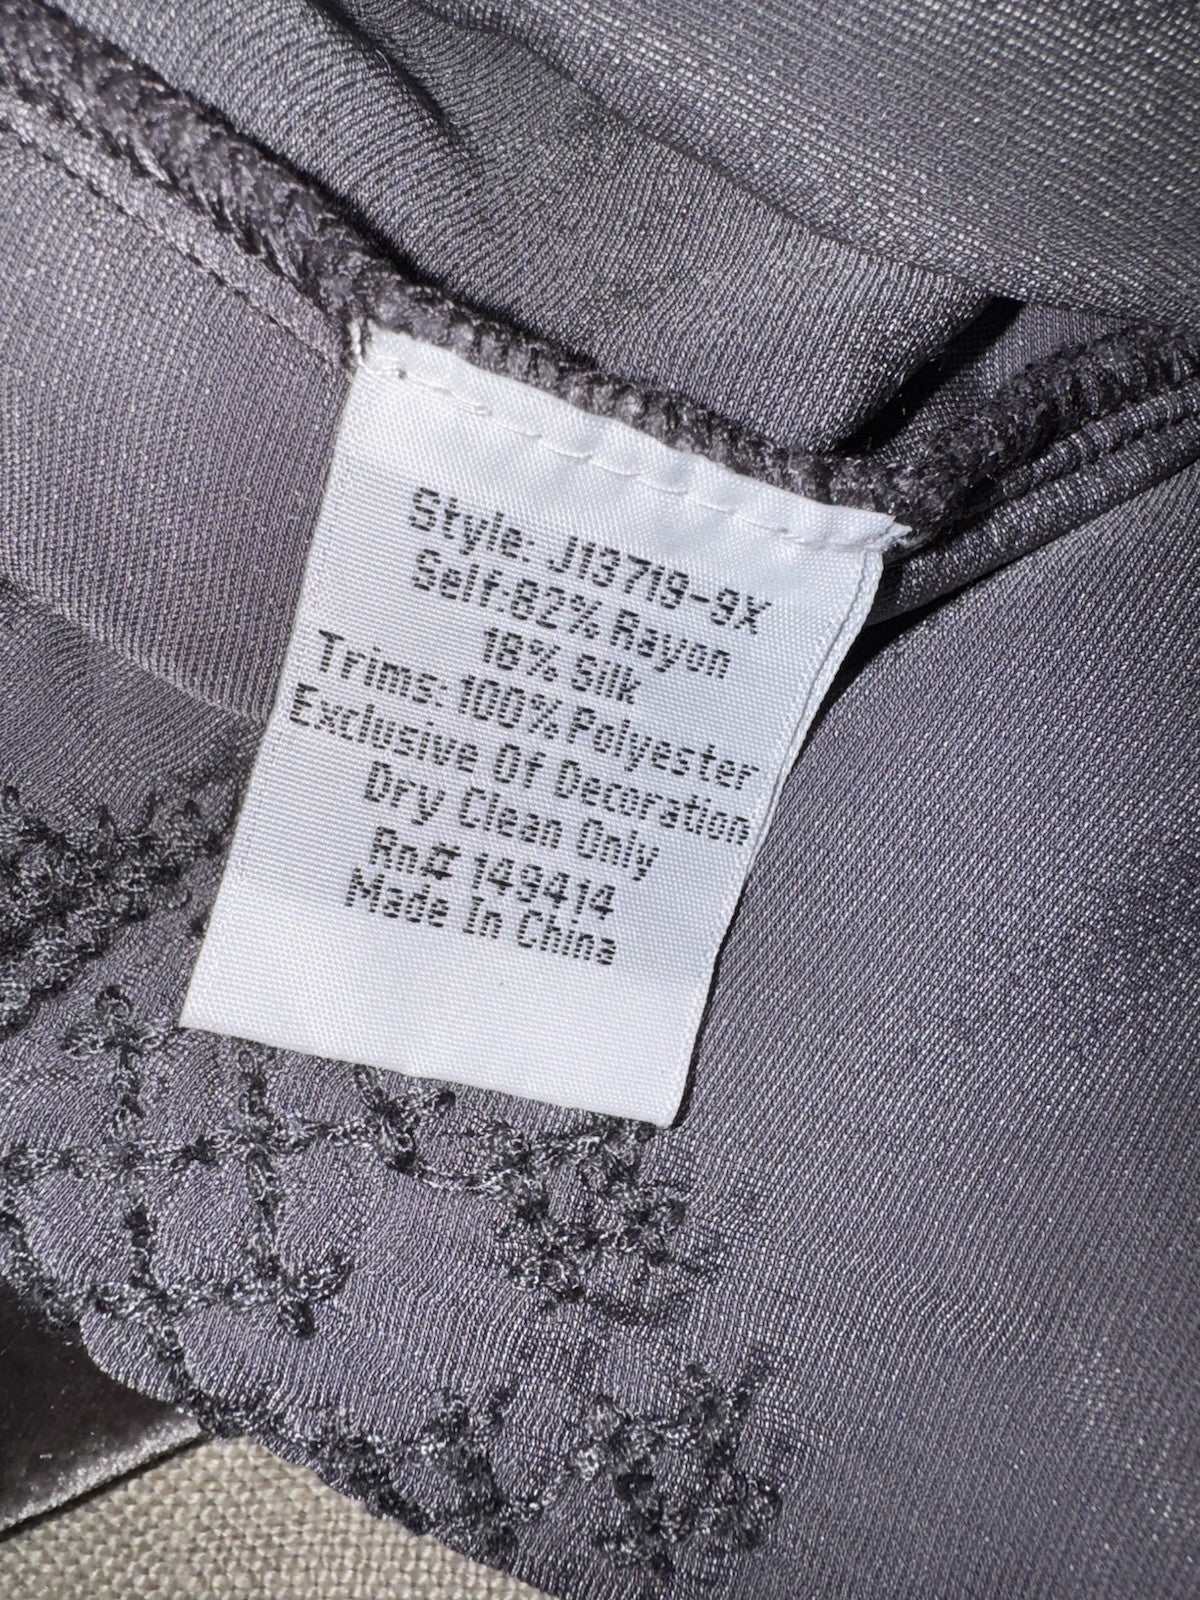 Style: J13719-9X
Self:82% Rayon
18% Silk
Trims: 100% Polyester
Exclusive Of Decoration
Dry Clean Only
Rn# 149414
Made In China